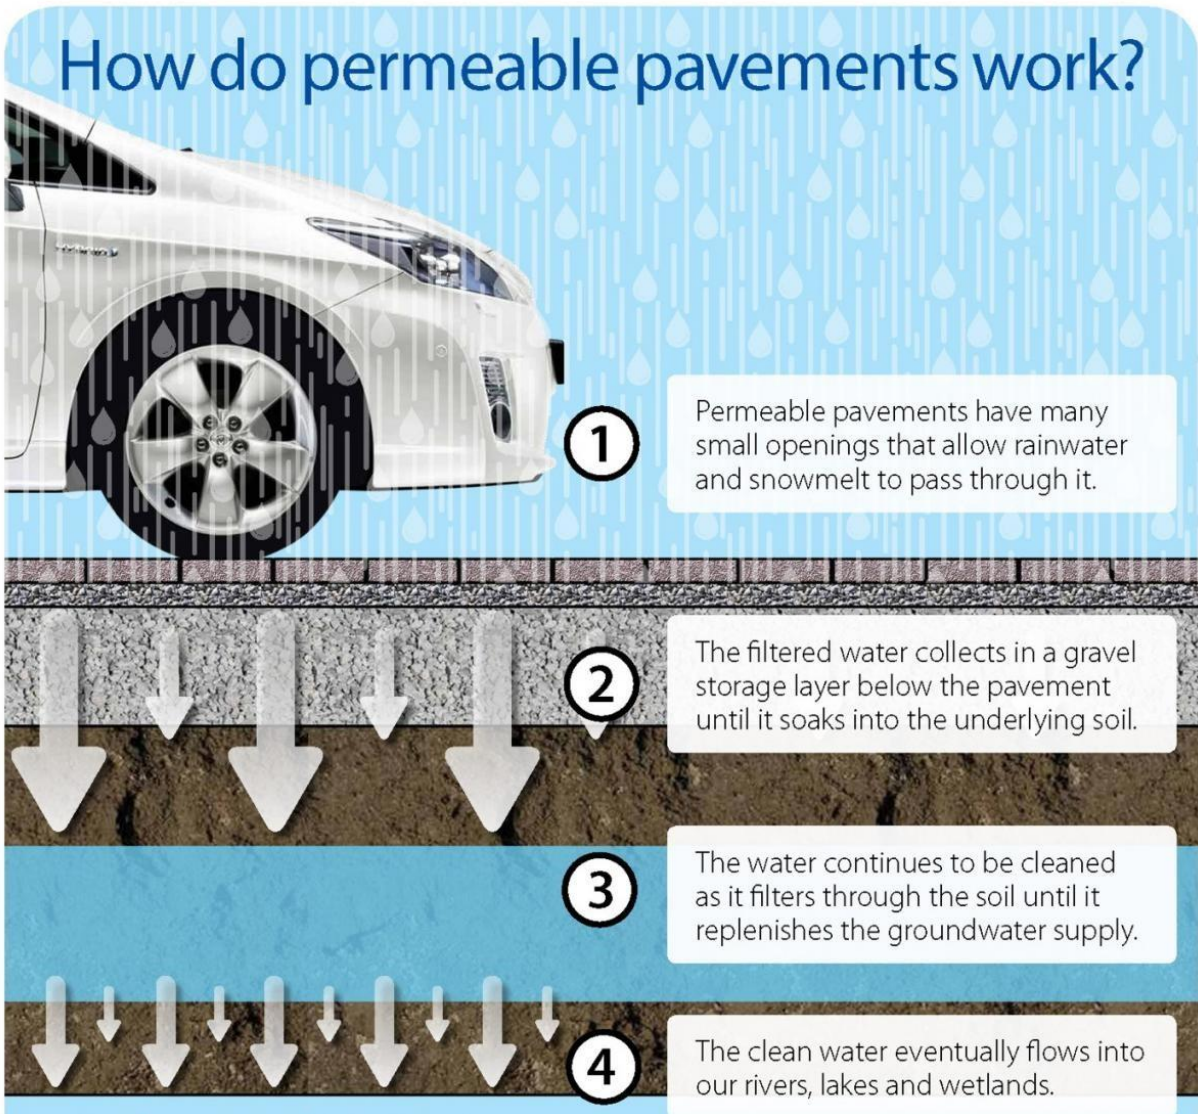 How do permeable pavements work?
HYBRID
1
Permeable pavements have many
small openings that allow rainwater
and snowmelt to pass through it.
2
The filtered water collects in a gravel
storage layer below the pavement
until it soaks into the underlying soil.
3
The water continues to be cleaned
as it filters through the soil until it
replenishes the groundwater supply.
4
The clean water eventually flows into
our rivers, lakes and wetlands.